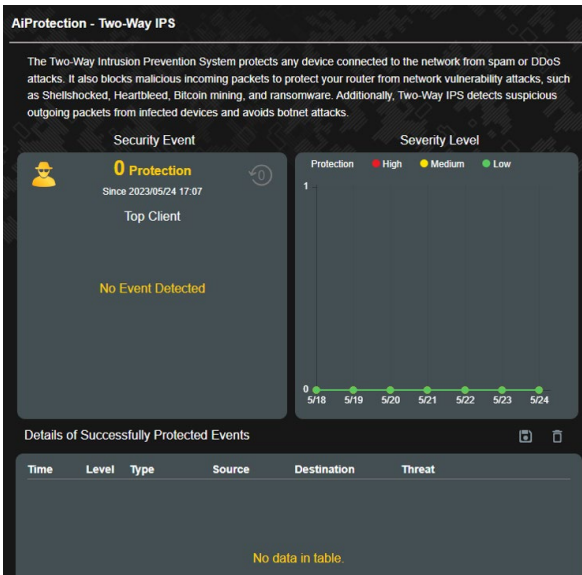 AiProtection - Two-Way IPS
The Two-Way Intrusion Prevention System protects any device connected to the network from spam or DDoS
attacks. It also blocks malicious incoming packets to protect your router from network vulnerability attacks, such
as Shellshocked, Heartbleed, Bitcoin mining, and ransomware. Additionally, Two-Way IPS detects suspicious
outgoing packets from infected devices and avoids botnet attacks.
Security Event
0 Protection
Since 2023/05/24 17:07
0
Top Client
No Event Detected
Severity Level
Protection High Medium Low
1
0
5/18 5/19 5/20 5/21 5/22 5/23 5/24
Details of Successfully Protected Events
Time Level Type Source Destination Threat
No data in table.